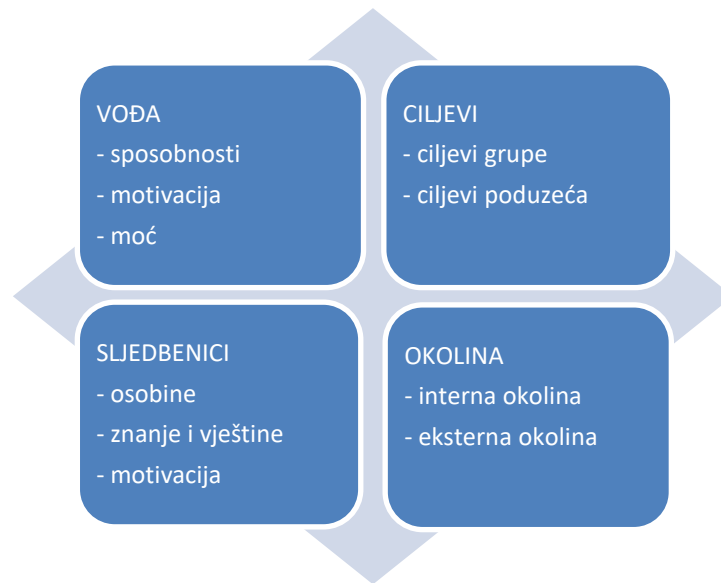 VOĐA
- sposobnosti
- motivacija
- moć
CILJEVI
- ciljevi grupe
- ciljevi poduzeća
SLJEDBENICI
- osobine
- znanje i vještine
- motivacija
OKOLINA
- interna okolina
- eksterna okolina